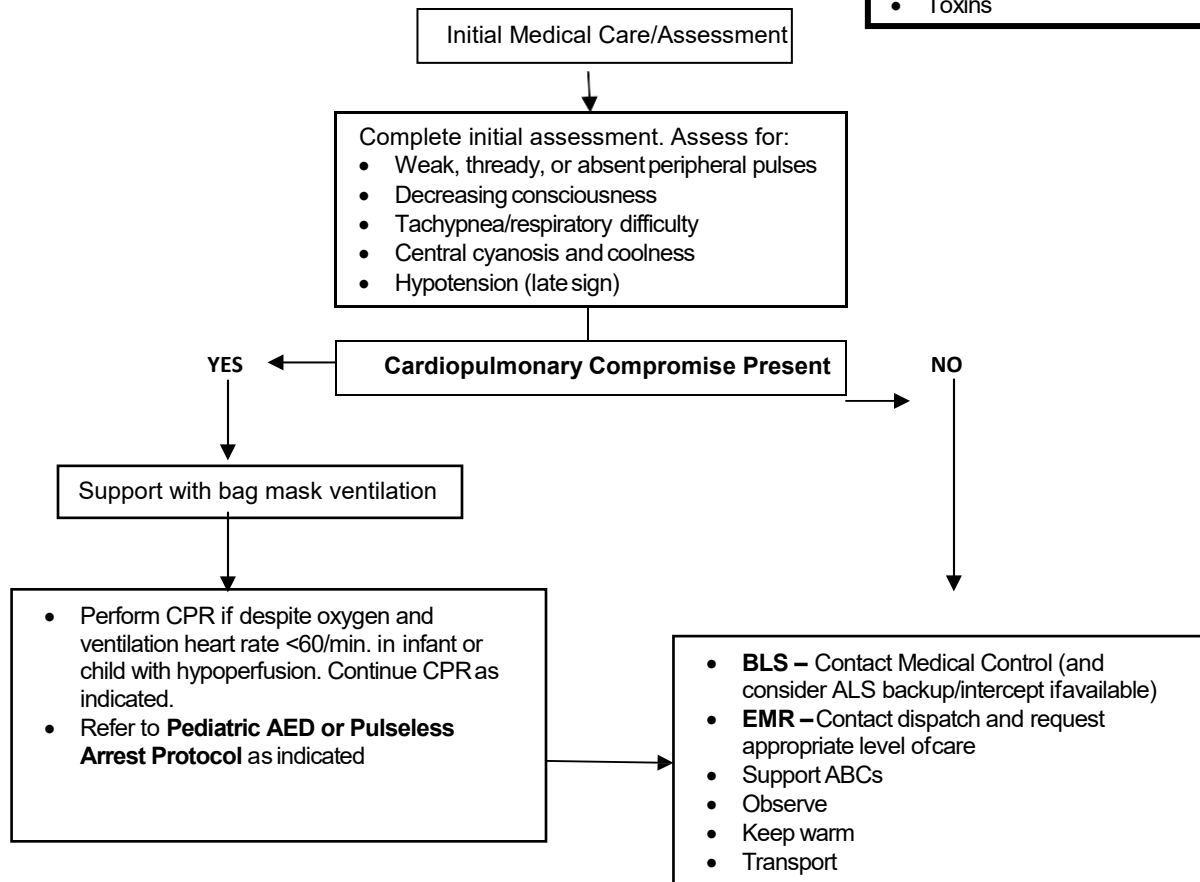 • Toxins
Initial Medical Care/Assessment
Complete initial assessment. Assess for:
• Weak, thready, or absent peripheral pulses
• Decreasing consciousness
• Tachypnea/respiratory difficulty
• Central cyanosis and coolness
• Hypotension (late sign)
YES
Cardiopulmonary Compromise Present
NO
Support with bag mask ventilation
• Perform CPR if despite oxygen and
ventilation heart rate <60/min. in infant or
child with hypoperfusion. Continue CPR as
indicated.
• Refer to Pediatric AED or Pulseless
Arrest Protocol as indicated
• BLS – Contact Medical Control (and
consider ALS backup/intercept if available)
• EMR – Contact dispatch and request
appropriate level of care
• Support ABCs
• Observe
• Keep warm
• Transport